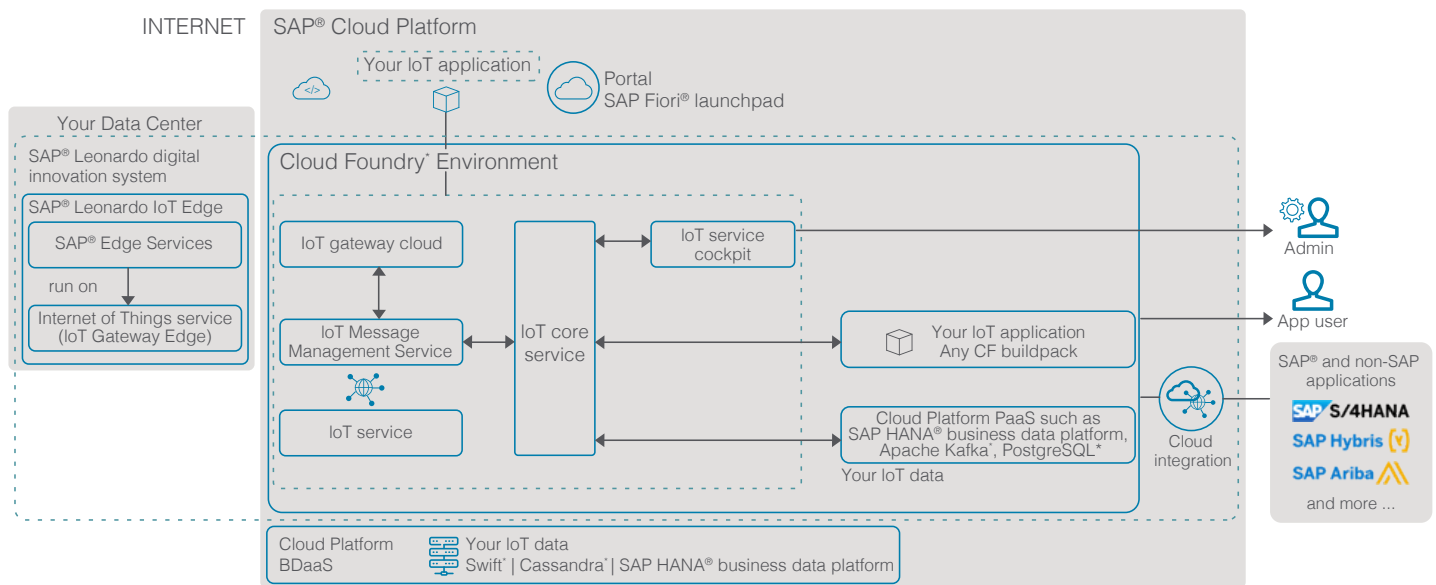 INTERNET
SAP® Cloud Platform
Your IoT application
</>
Portal
SAP Fiori® launchpad
Your Data Center
SAP® Leonardo digital
innovation system
SAP® Leonardo IoT Edge
SAP® Edge Services
run on
Internet of Things service
(IoT Gateway Edge)
Cloud Foundry* Environment
IoT gateway cloud
IoT Message
Management Service
IoT service
IoT core
service
IoT service
cockpit
Your IoT application
Any CF buildpack
Cloud Platform PaaS such as
SAP HANA® business data platform,
Apache Kafka*, PostgreSQL*
Your IoT data
Cloud
integration
Admin
App user
SAP® and non-SAP
applications
SAP S/4HANA
SAP Hybris (Y)
SAP Ariba
and more ...
Cloud Platform
BDaaS
Your IoT data
Swift* | Cassandra* | SAP HANA® business data platform